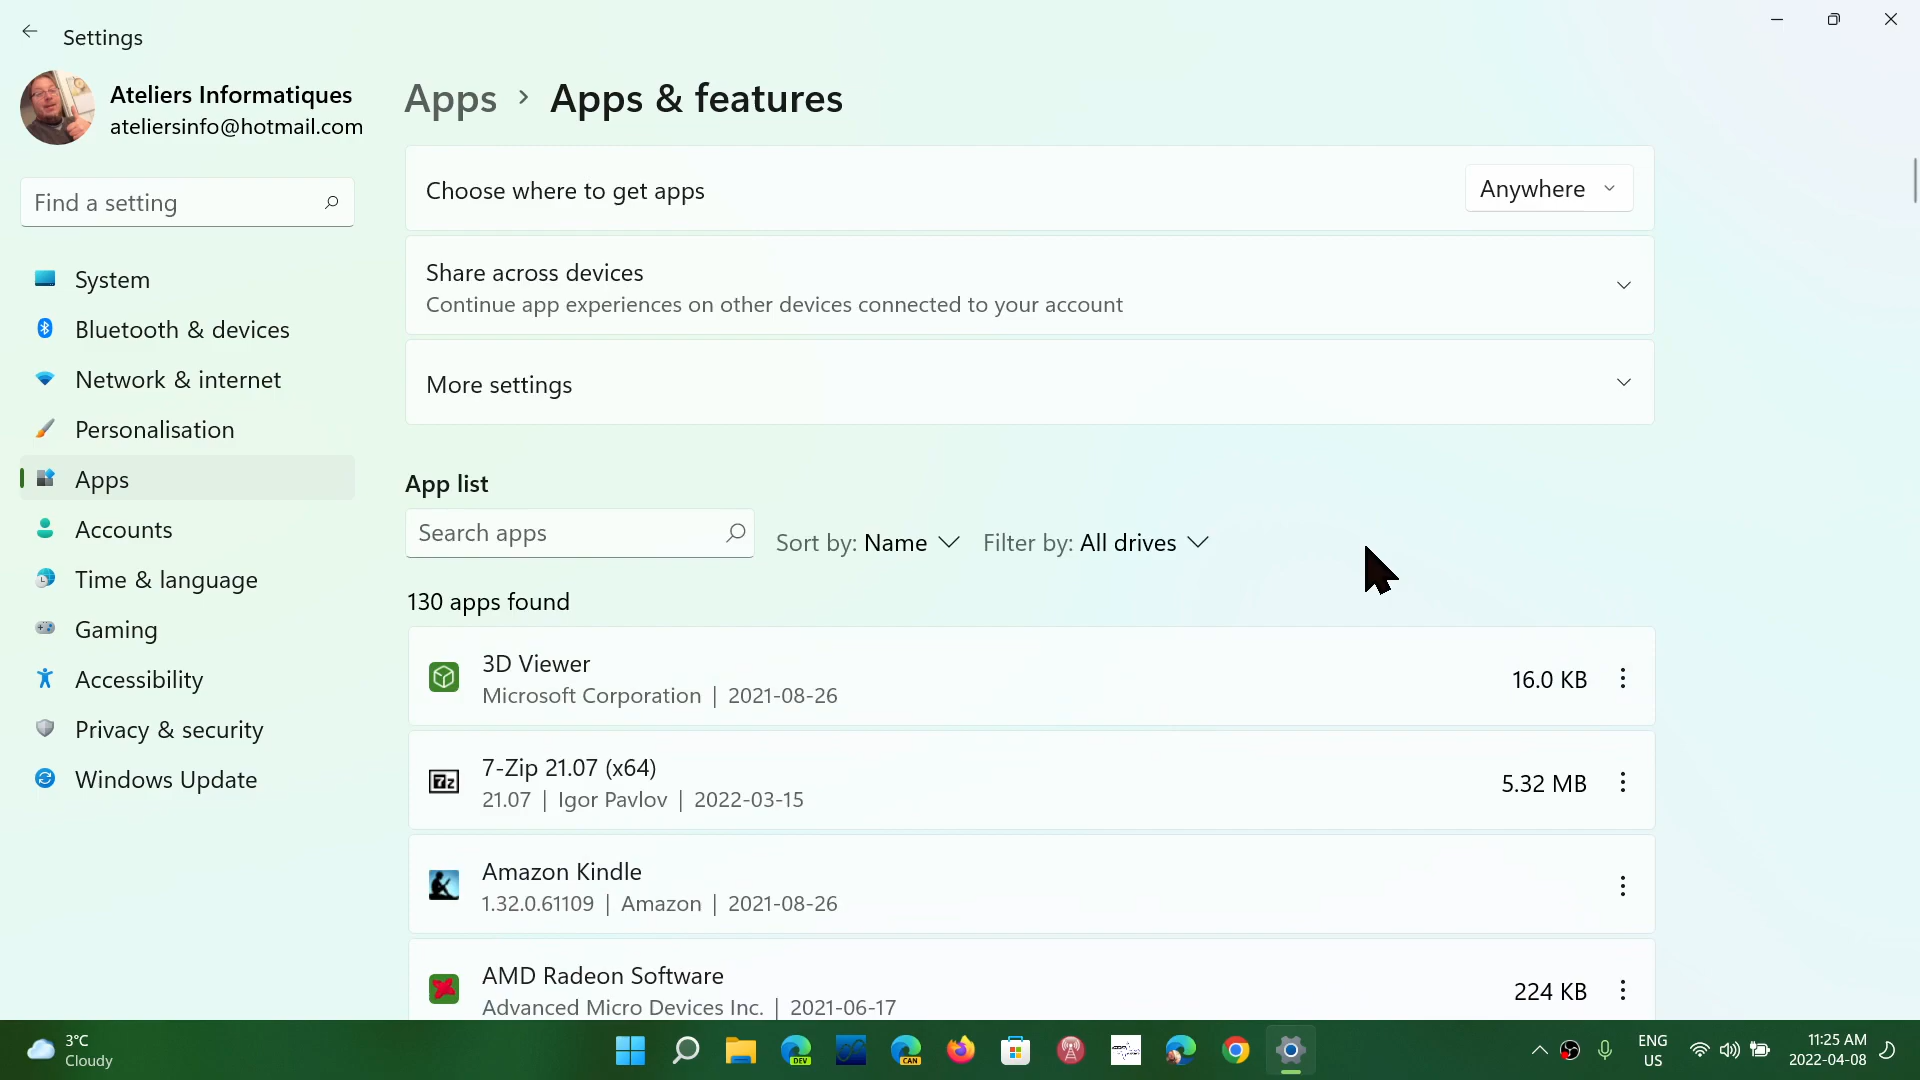 Settings
Ateliers Informatiques
ateliersinfo@hotmail.com
Find a setting
System
Bluetooth & devices
Network & internet
Personalisation
Apps
Accounts
Time & language
Gaming
Accessibility
Privacy & security
Windows Update
Apps > Apps & features
Choose where to get apps
Anywhere
Share across devices
Continue app experiences on other devices connected to your account
More settings
App list
Search apps
Sort by: Name
Filter by: All drives
130 apps found
3D Viewer
Microsoft Corporation | 2021-08-26
16.0 KB
7-Zip 21.07 (x64)
21.07 | Igor Pavlov | 2022-03-15
5.32 MB
Amazon Kindle
1.32.0.61109 | Amazon | 2021-08-26
AMD Radeon Software
Advanced Micro Devices Inc. | 2021-06-17
224 KB
3°C
Cloudy
DEV
CAN
ENG
US
11:25 AM
2022-04-08